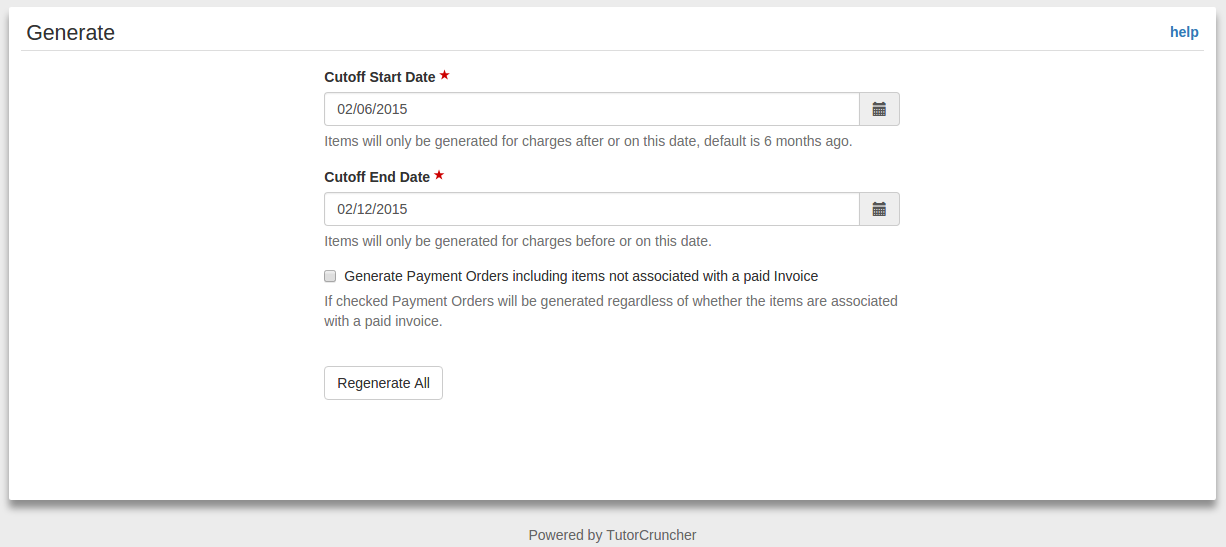 Generate
help
Cutoff Start Date
02/06/2015
Items will only be generated for charges after or on this date, default is 6 months ago.
Cutoff End Date
02/12/2015
Items will only be generated for charges before or on this date.
Generate Payment Orders including items not associated with a paid Invoice
If checked Payment Orders will be generated regardless of whether the items are associated
with a paid invoice.
Regenerate All
Powered by TutorCruncher